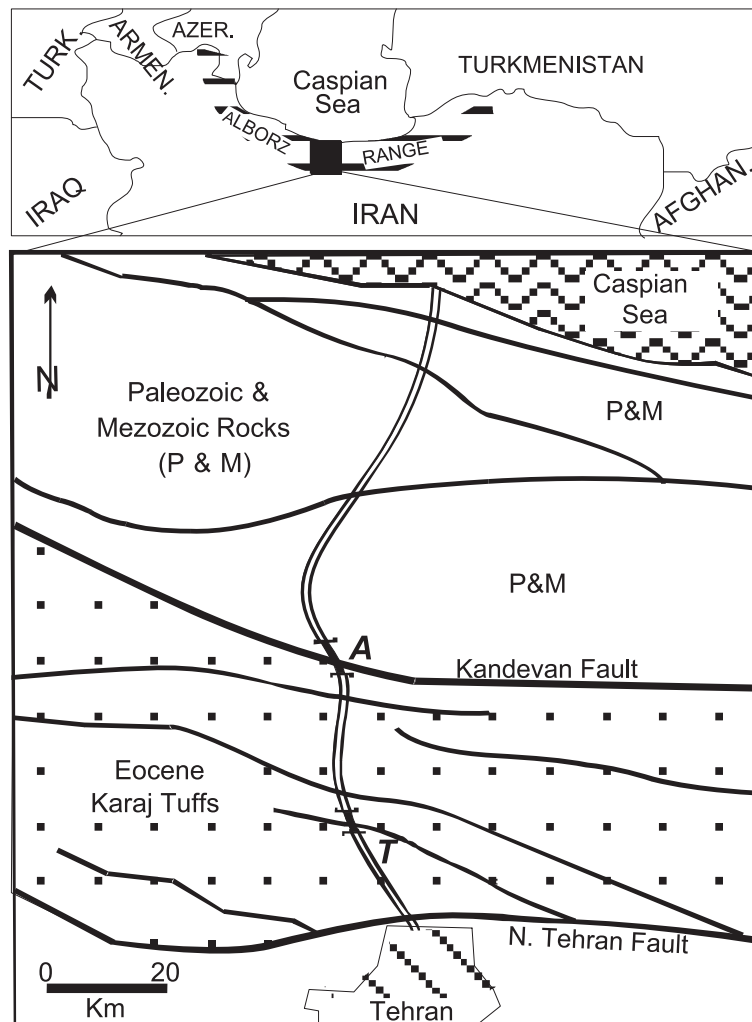 AZER.
TURK.
ARMEN.
TURKMENISTAN
Caspian
Sea
ALBORZ
RANGE
IRAQ
IRAN
AFGHAN.
Caspian
Sea
N
Paleozoic &
Mezozoic Rocks
(P & M)
P&M
P&M
A
Kandevan Fault
Eocene
Karaj Tuffs
T
N. Tehran Fault
0 20
Km
Tehran